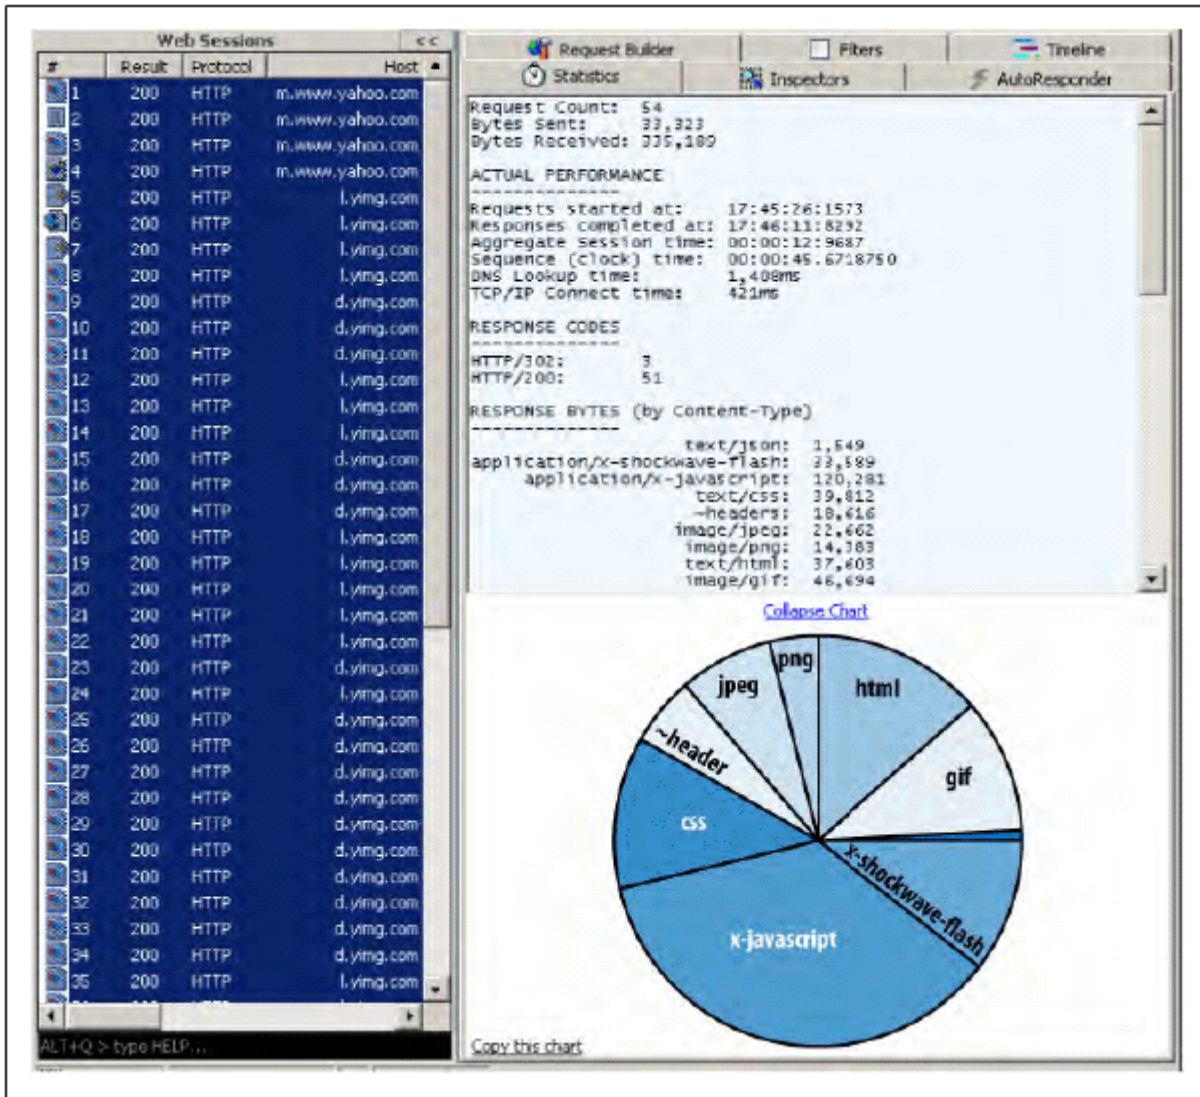 Web Sessions <<
# Result Protocol Host
1 200 HTTP m.www.yahoo.com
2 200 HTTP m.www.yahoo.com
3 200 HTTP m.www.yahoo.com
4 200 HTTP m.www.yahoo.com
5 200 HTTP l.yimg.com
6 200 HTTP l.yimg.com
7 200 HTTP l.yimg.com
8 200 HTTP l.yimg.com
9 200 HTTP d.yimg.com
10 200 HTTP d.yimg.com
11 200 HTTP d.yimg.com
12 200 HTTP l.yimg.com
13 200 HTTP l.yimg.com
14 200 HTTP l.yimg.com
15 200 HTTP d.yimg.com
16 200 HTTP d.yimg.com
17 200 HTTP d.yimg.com
18 200 HTTP l.yimg.com
19 200 HTTP l.yimg.com
20 200 HTTP l.yimg.com
21 200 HTTP l.yimg.com
22 200 HTTP l.yimg.com
23 200 HTTP d.yimg.com
24 200 HTTP l.yimg.com
25 200 HTTP d.yimg.com
26 200 HTTP d.yimg.com
27 200 HTTP d.yimg.com
28 200 HTTP d.yimg.com
29 200 HTTP d.yimg.com
30 200 HTTP d.yimg.com
31 200 HTTP d.yimg.com
32 200 HTTP d.yimg.com
33 200 HTTP d.yimg.com
34 200 HTTP d.yimg.com
35 200 HTTP l.yimg.com
ALT+Q > type HELP...
Request Builder Filters Timeline
Statistics Inspectors AutoResponder
Request Count: 54
Bytes Sent: 33,323
Bytes Received: 335,189
ACTUAL PERFORMANCE
--------------
Requests started at: 17:45:26:1573
Responses completed at: 17:46:11:8292
Aggregate Session time: 00:00:12:9687
Sequence (clock) time: 00:00:45.6718750
DNS Lookup time: 1,408ms
TCP/IP Connect time: 421ms
RESPONSE CODES
--------------
HTTP/302: 3
HTTP/200: 51
RESPONSE BYTES (by Content-Type)
--------------
text/json: 1,549
application/x-shockwave-flash: 33,589
application/x-javascript: 120,281
text/css: 39,812
~headers: 18,616
image/jpeg: 22,662
image/png: 14,383
text/html: 37,603
image/gif: 46,694
Collapse Chart
png
jpeg
html
~header
gif
css
x-shockwave-flash
x-javascript
Copy this chart